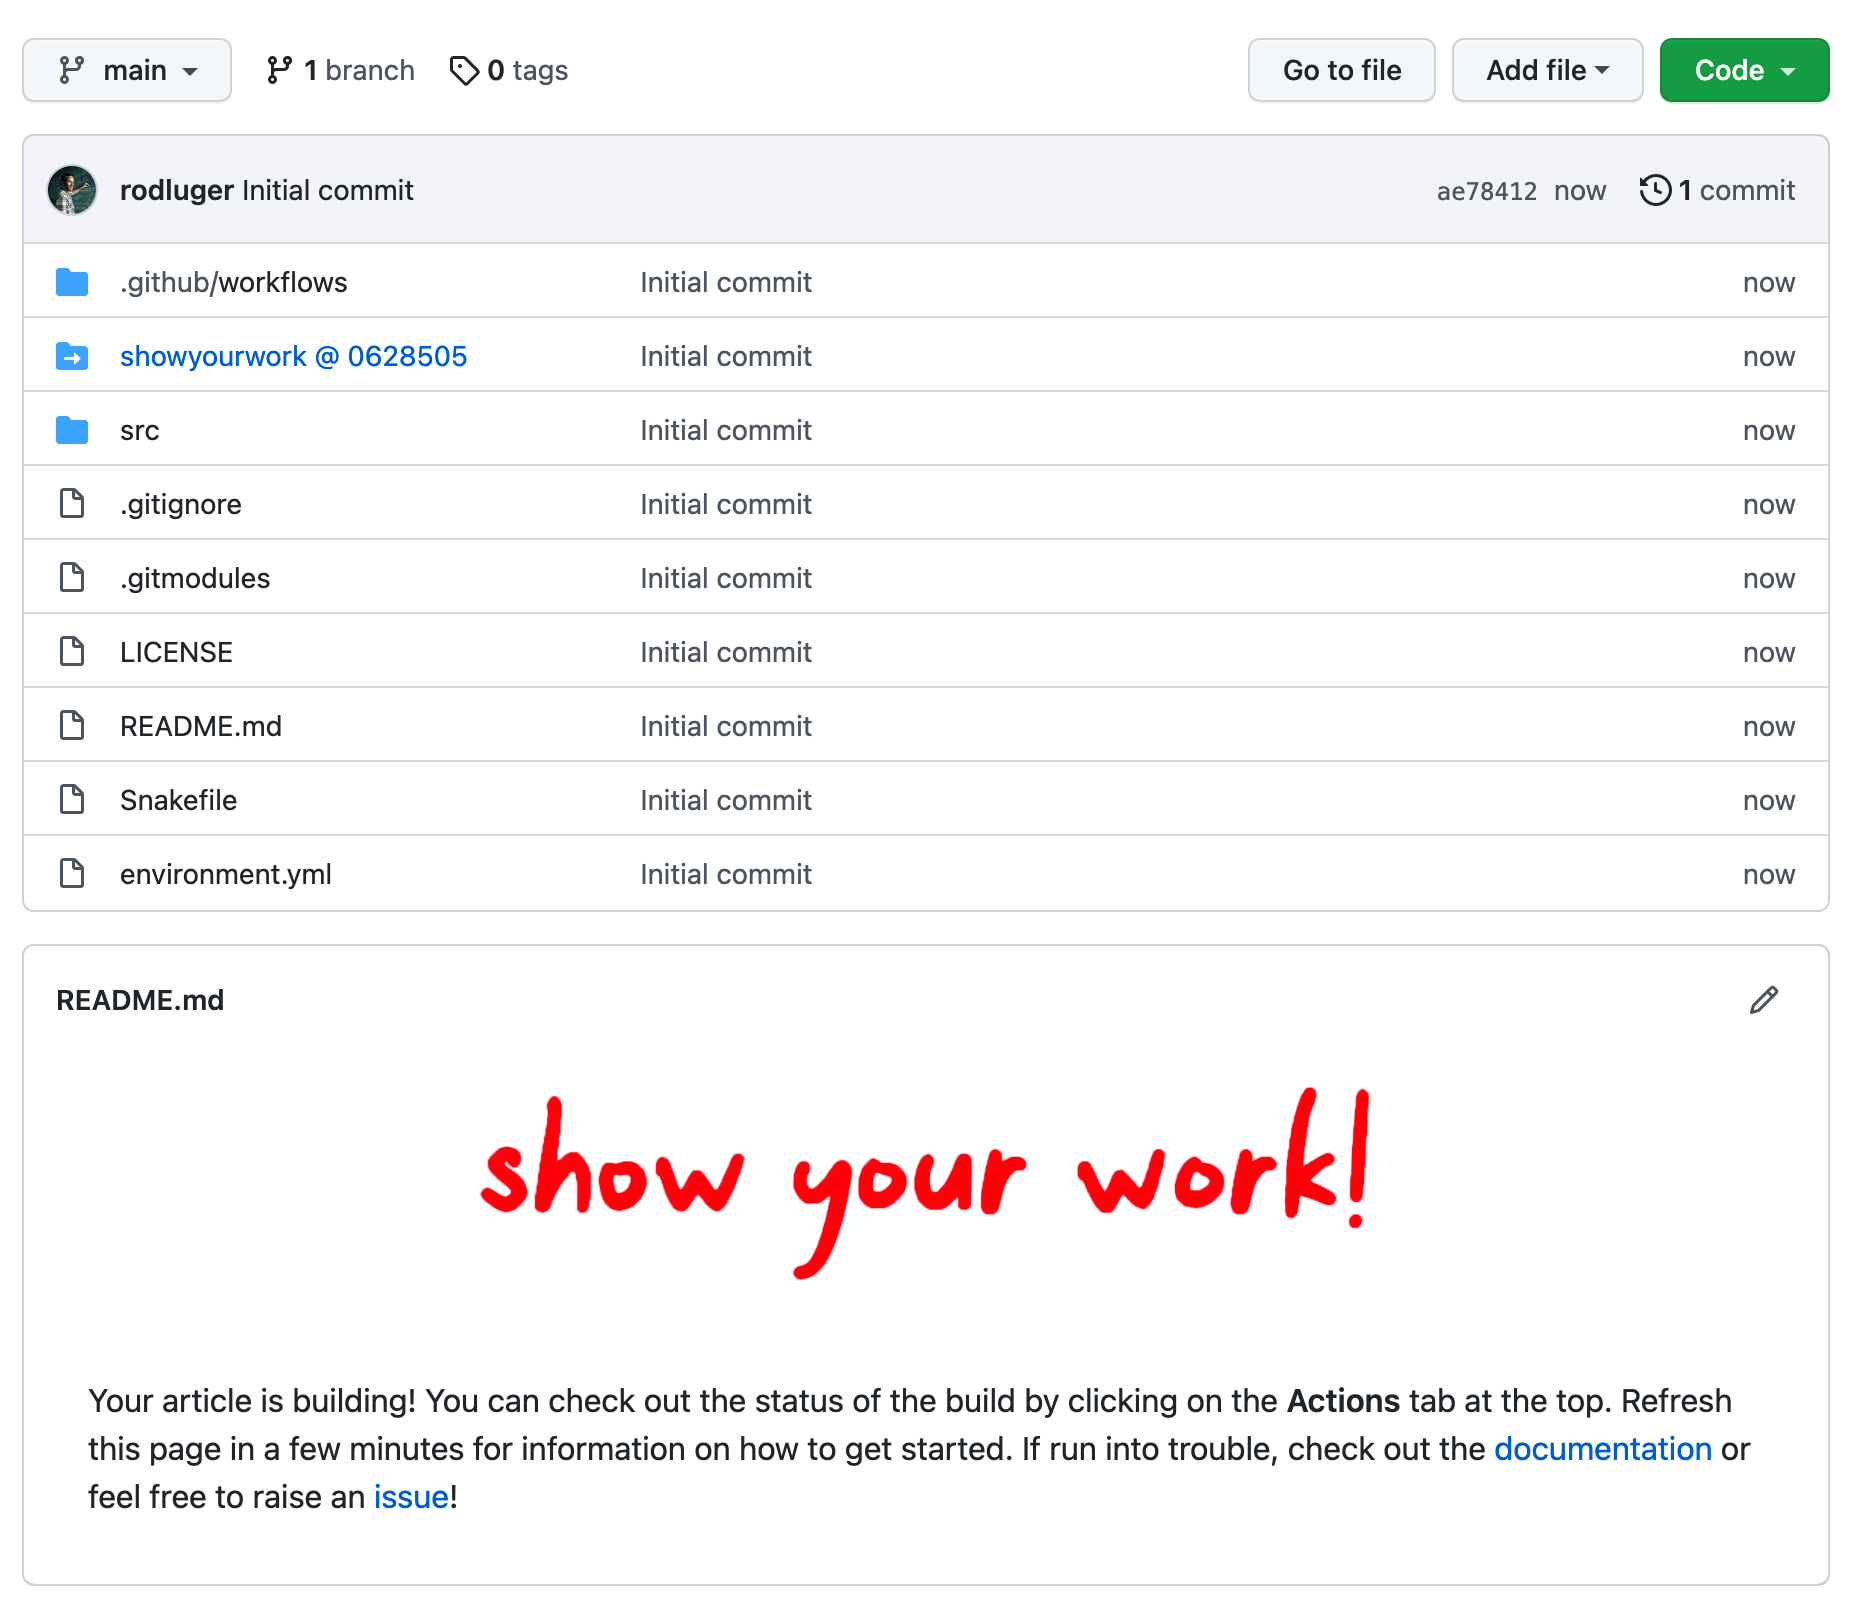 main 1 branch 0 tags Go to file Add file Code
rodluger Initial commit ae78412 now 1 commit
.github/workflows Initial commit now
showyourwork @ 0628505 Initial commit now
src Initial commit now
.gitignore Initial commit now
.gitmodules Initial commit now
LICENSE Initial commit now
README.md Initial commit now
Snakefile Initial commit now
environment.yml Initial commit now
README.md
show your work!
Your article is building! You can check out the status of the build by clicking on the Actions tab at the top. Refresh
this page in a few minutes for information on how to get started. If run into trouble, check out the documentation or
feel free to raise an issue!